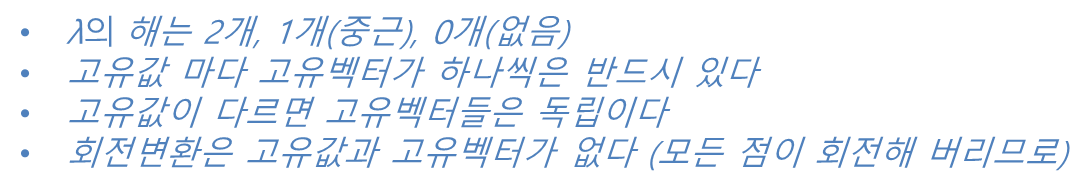 • λ의 해는 2개, 1개(중근), 0개(없음)
• 고유값 마다 고유벡터가 하나씩은 반드시 있다
• 고유값이 다르면 고유벡터들은 독립이다
• 회전변환은 고유값과 고유벡터가 없다 (모든 점이 회전해 버리므로)